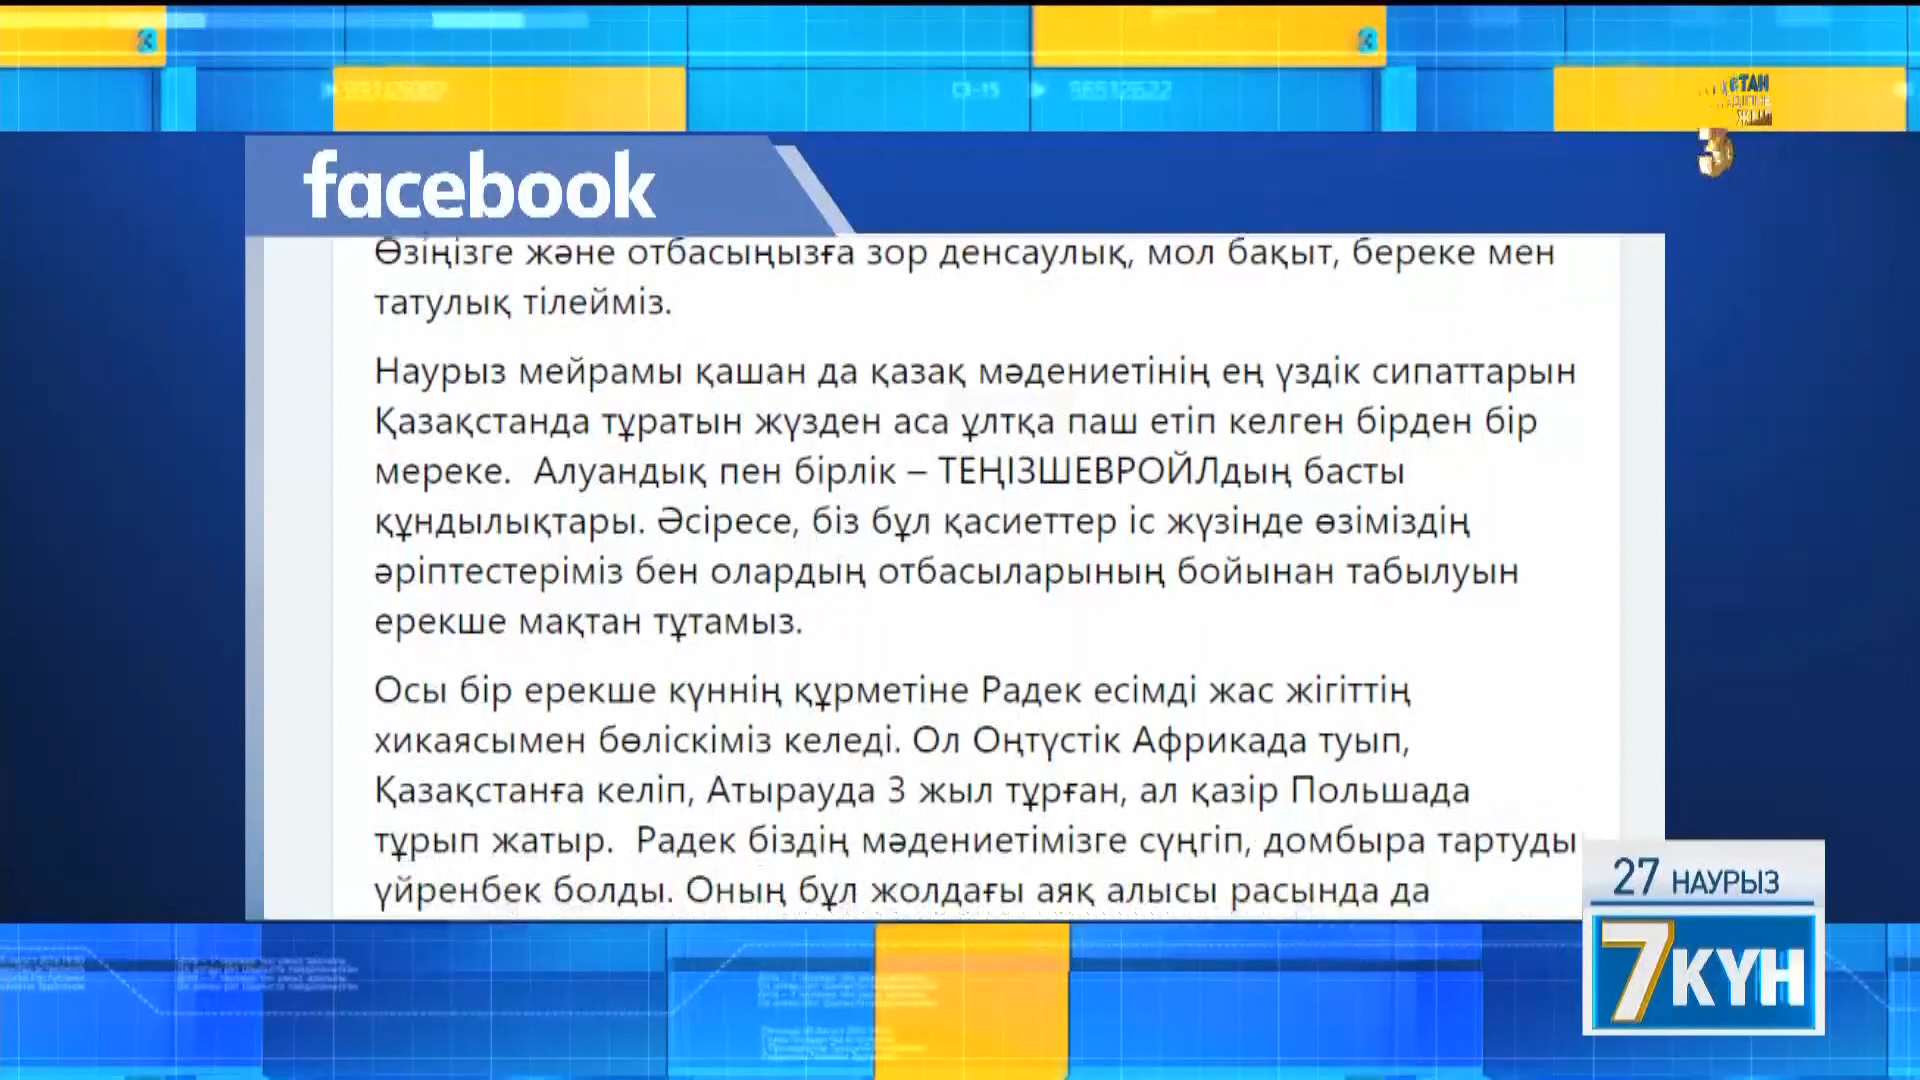 facebook
Өзіңізге және отбасыңызға зор денсаулық, мол бақыт, береке мен
татулық тілейміз.
Наурыз мейрамы қашан да қазақ мәдениетінің ең үздік сипаттарын
Қазақстанда тұратын жүзден аса ұлтқа паш етіп келген бірден бір
мереке. Алуандық пен бірлік – ТЕҢІЗШЕВРОЙЛдың басты
құндылықтары. Әсіресе, біз бұл қасиеттер іс жүзінде өзіміздің
әріптестеріміз бен олардың отбасыларының бойынан табылуын
ерекше мақтан тұтамыз.
Осы бір ерекше күннің құрметіне Радек есімді жас жігіттің
хикаясымен бөліскіміз келеді. Ол Оңтүстік Африкада туып,
Қазақстанға келіп, Атырауда 3 жыл тұрған, ал қазір Польшада
тұрып жатыр. Радек біздің мәдениетімізге сүңгіп, домбыра тартуды
үйренбек болды. Оның бұл жолдағы аяқ алысы расында да
27 НАУРЫЗ
7КҮН